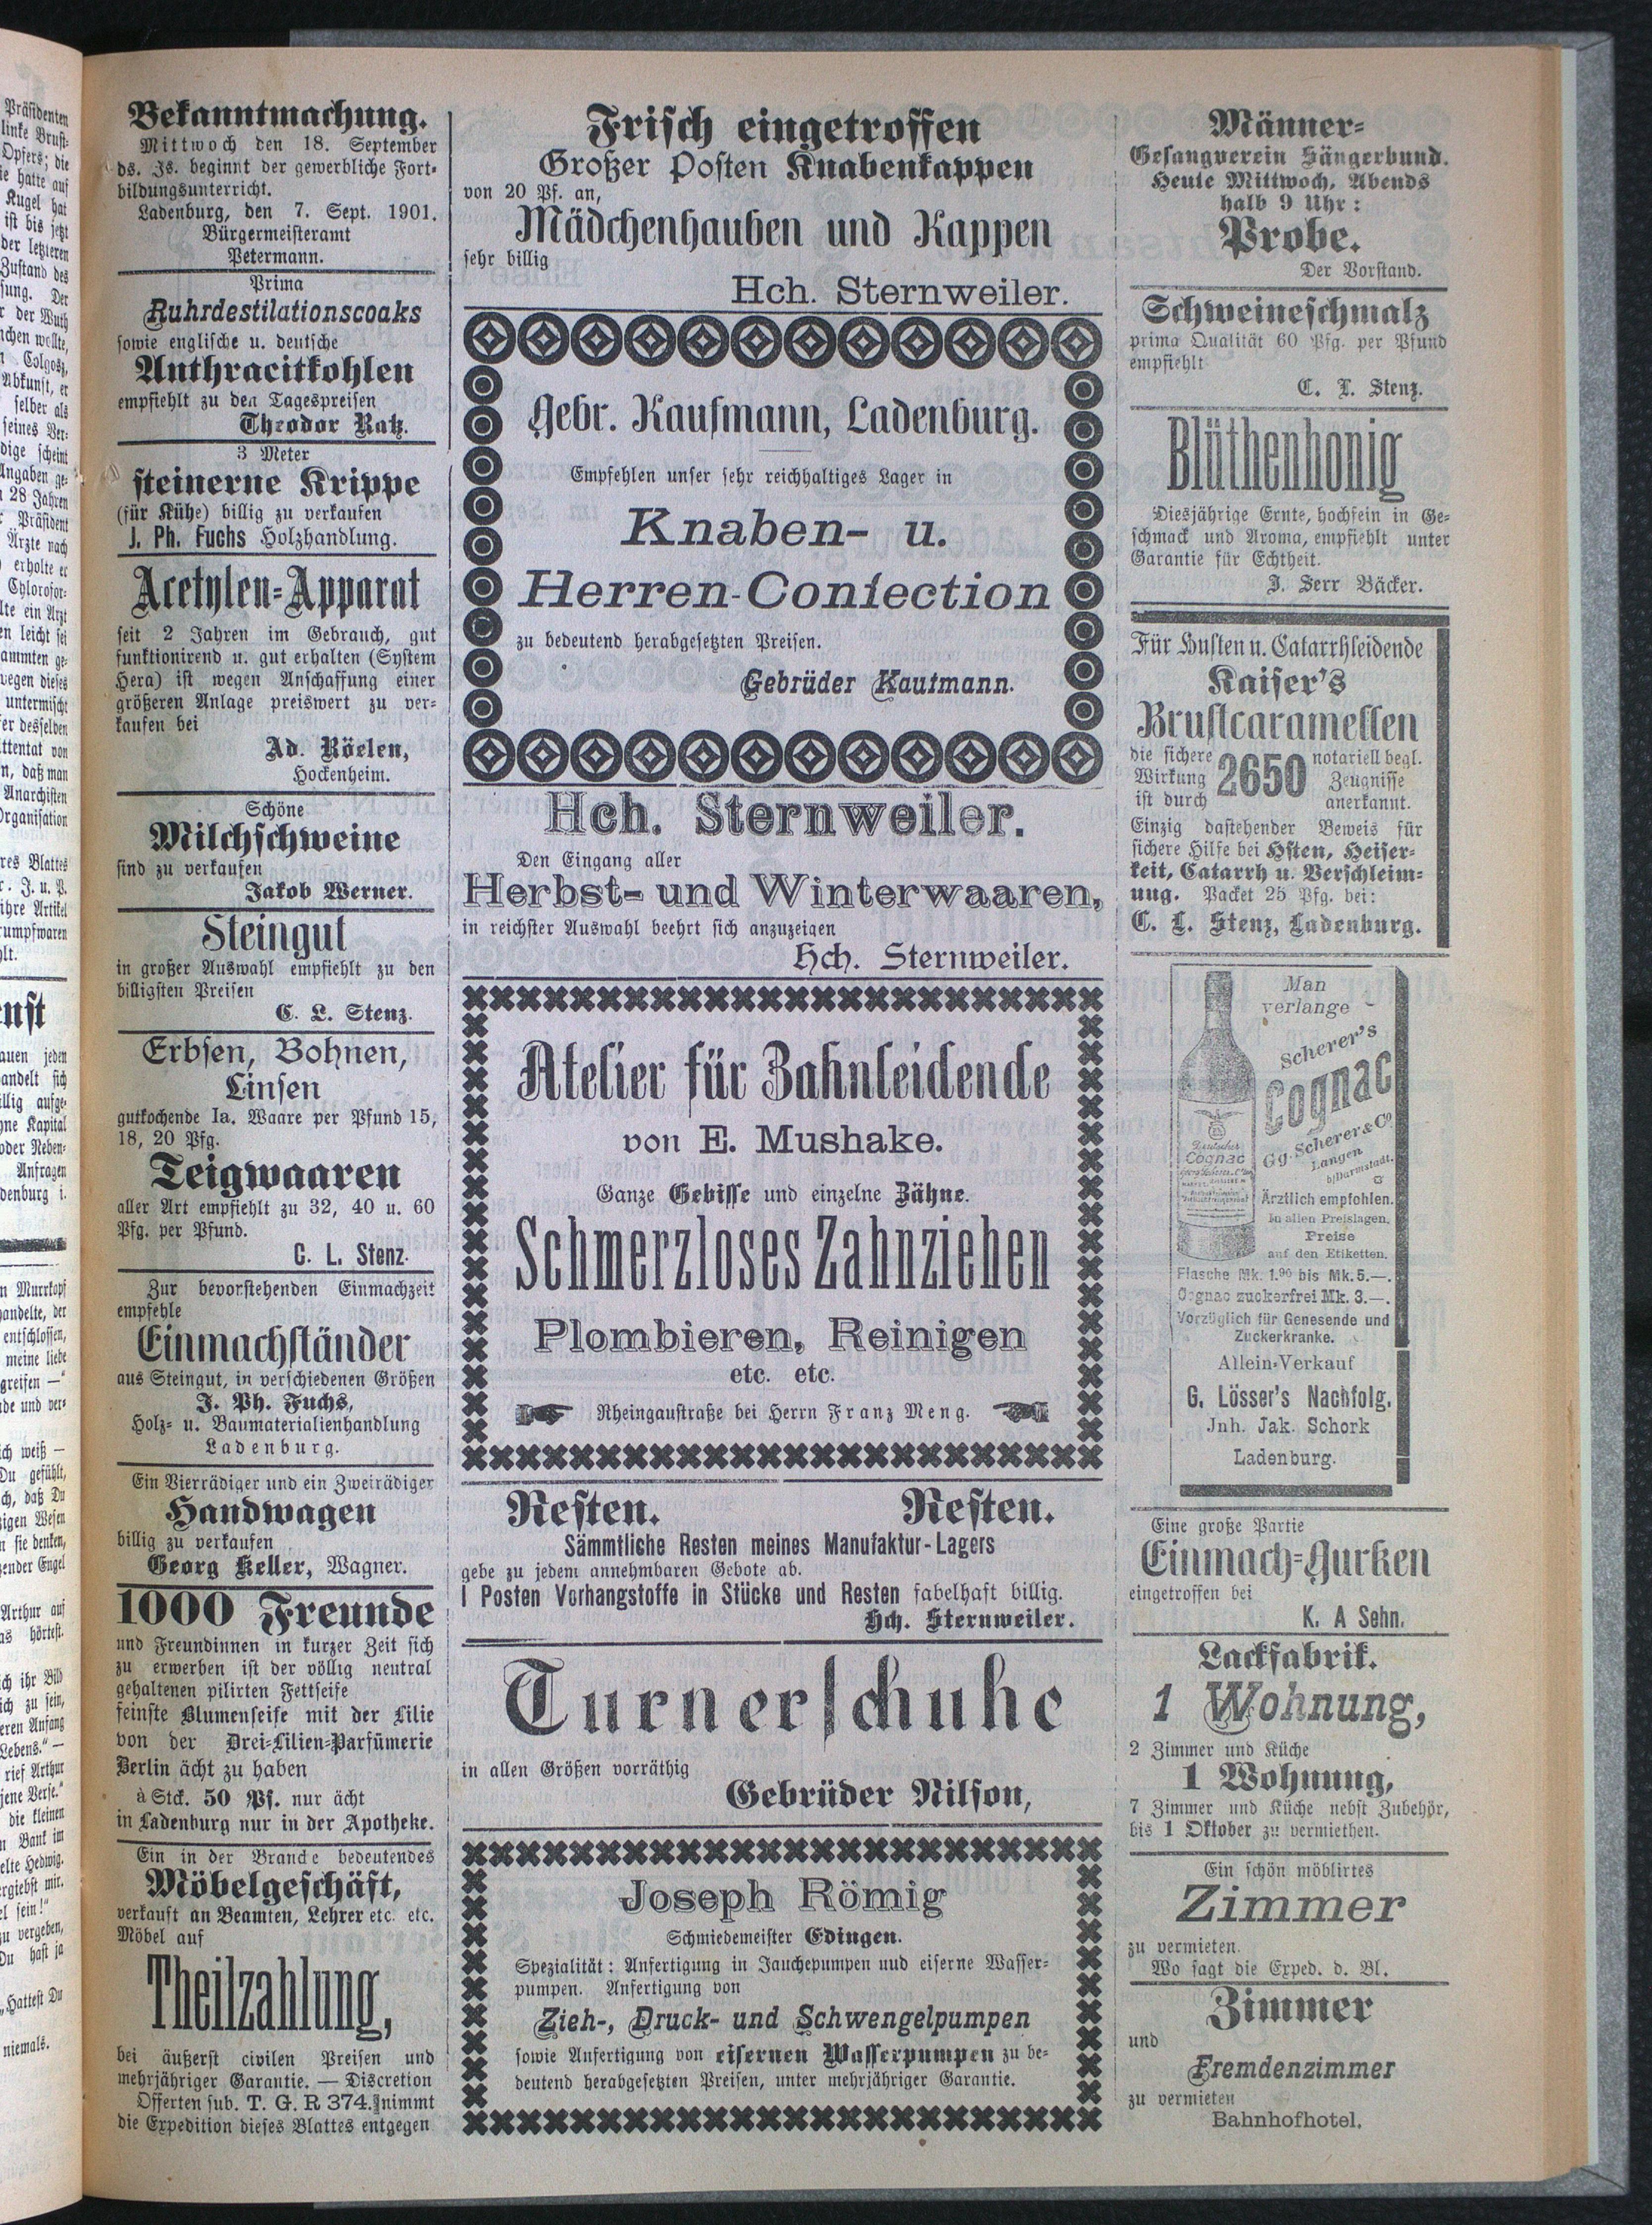 Bekanntmachung.
Mittwoch den 18. September
ds. Js. beginnt der gewerbliche Fort-
bildungsunterricht.
Ladenburg, den 7. Sept. 1901.
Bürgermeisteramt
Petermann.
Prima
Ruhrdestilationscoaks
sowie englische u. deutsche
Anthracitkohlen
empfiehlt zu den Tagespreisen
Theodor Katz.
3 Meter
steinerne Krippe
(für Kühe) billig zu verkaufen
J. Ph. Fuchs Holzhandlung.
Acetylen-Apparat
seit 2 Jahren im Gebrauch, gut
funktionirend u. gut erhalten (System
Hera) ist wegen Anschaffung einer
größeren Anlage preiswert zu ver-
kaufen bei
Ad. Röelen,
Hockenheim.
Schöne
Milchschweine
sind zu verkaufen
Jakob Werner.
Steingut
in großer Auswahl empfiehlt zu den
billigsten Preisen
C. L. Stenz.
Erbsen, Bohnen,
Linsen
gutkochende Ia. Waare per Pfund 15,
18, 20 Pfg.
Teigwaaren
aller Art empfiehlt zu 32, 40 u. 60
Pfg. per Pfund.
C. L. Stenz.
Zur bevorstehenden Einmachzeit
empfehle
Einmachständer
aus Steingut, in verschiedenen Größen
J. Ph. Fuchs,
Holz- u. Baumaterialienhandlung
Ladenburg.
Ein Vierrädiger und ein Zweirädiger
Handwagen
billig zu verkaufen
Georg Keller, Wagner.
1000 Freunde
und Freundinnen in kurzer Zeit sich
zu erwerben ist der völlig neutral
gehaltenen pilirten Fettseife
feinste Blumenseife mit der Lilie
von der Drei-Lilien-Parfümerie
Berlin ächt zu haben
à Stck. 50 Pf. nur ächt
in Ladenburg nur in der Apotheke.
Ein in der Branche bedeutendes
Möbelgeschäft,
verkauft an Beamten, Lehrer etc. etc.
Möbel auf
Theilzahlung,
bei äußerst civilen Preisen und
mehrjähriger Garantie. — Discretion
Offerten sub. T. G. R 374. nimmt
die Expedition dieses Blattes entgegen
Frisch eingetroffen
Großer Posten Knabenkappen
von 20 Pf. an,
Mädchenhauben und Kappen
sehr billig
Hch. Sternweiler.
Gebr. Kaufmann, Ladenburg.
Empfehlen unser sehr reichhaltiges Lager in
Knaben- u.
Herren-Confection
zu bedeutend herabgesetzten Preisen.
Gebrüder Kaufmann.
Hch. Sternweiler.
Den Eingang aller
Herbst- und Winterwaaren,
in reichster Auswahl beehrt sich anzuzeigen
Hch. Sternweiler.
Atelier für Zahnleidende
von E. Mushake.
Ganze Gebisse und einzelne Zähne.
Schmerzloses Zahnziehen
Plombieren, Reinigen
etc. etc.
Rheingaustraße bei Herrn Franz Meng.
Resten. Resten.
Sämmtliche Resten meines Manufaktur-Lagers
gebe zu jedem annehmbaren Gebote ab.
1 Posten Vorhangstoffe in Stücke und Resten fabelhaft billig.
Hch. Sternweiler.
Turnerschuhe
in allen Größen vorräthig
Gebrüder Nilson,
Joseph Römig
Schmiedemeister Edingen.
Spezialität: Anfertigung in Jauchepumpen und eiserne Wasser-
pumpen. Anfertigung von
Zieh-, Druck- und Schwengelpumpen
sowie Anfertigung von eisernen Wasserpumpen zu be-
deutend herabgesetzten Preisen, unter mehrjähriger Garantie.
Männer-
Gesangverein Sängerbund.
Heute Mittwoch, Abends
halb 9 Uhr:
Probe.
Der Vorstand.
Schweineschmalz
prima Qualität 60 Pfg. per Pfund
empfiehlt
C. L. Stenz.
Blüthenhonig
Diesjährige Ernte, hochfein in Ge-
schmack und Aroma, empfiehlt unter
Garantie für Echtheit.
J. Serr Bäcker.
Für Husten u. Catarrhleidende
Kaiser's
Brustcaramellen
die sichere
Wirkung
ist durch
2650
notariell begl.
Zeugnisse
anerkannt.
Einzig dastehender Beweis für
sichere Hilfe bei Hsten, Heiser-
keit, Catarrh u. Verschleim-
ung. Packet 25 Pfg. bei:
C. L. Stenz, Ladenburg.
Man
verlange
Scherer's
Cognac
Gg. Scherer & Co.
Langen
b/Darmstadt.
Deutscher
Cognac
Ärztlich empfohlen.
In allen Preislagen,
Preise
auf den Etiketten.
Flasche Mk. 1.90 bis Mk. 5.—.
Cognac zuckerfrei Mk. 3.—.
Vorzüglich für Genesende und
Zuckerkranke.
Allein-Verkauf
G. Lösser's Nachfolg.
Jnh. Jak. Schork
Ladenburg.
Eine große Partie
Einmach-Gurken
eingetroffen bei
K. A Sehn.
Lackfabrik.
1 Wohnung,
2 Zimmer und Küche
1 Wohnung,
7 Zimmer und Küche nebst Zubehör,
bis 1 Oktober zu vermiethen.
Ein schön möblirtes
Zimmer
zu vermieten.
Wo sagt die Exped. d. Bl.
Zimmer
und
Fremdenzimmer
zu vermieten
Bahnhofhotel.